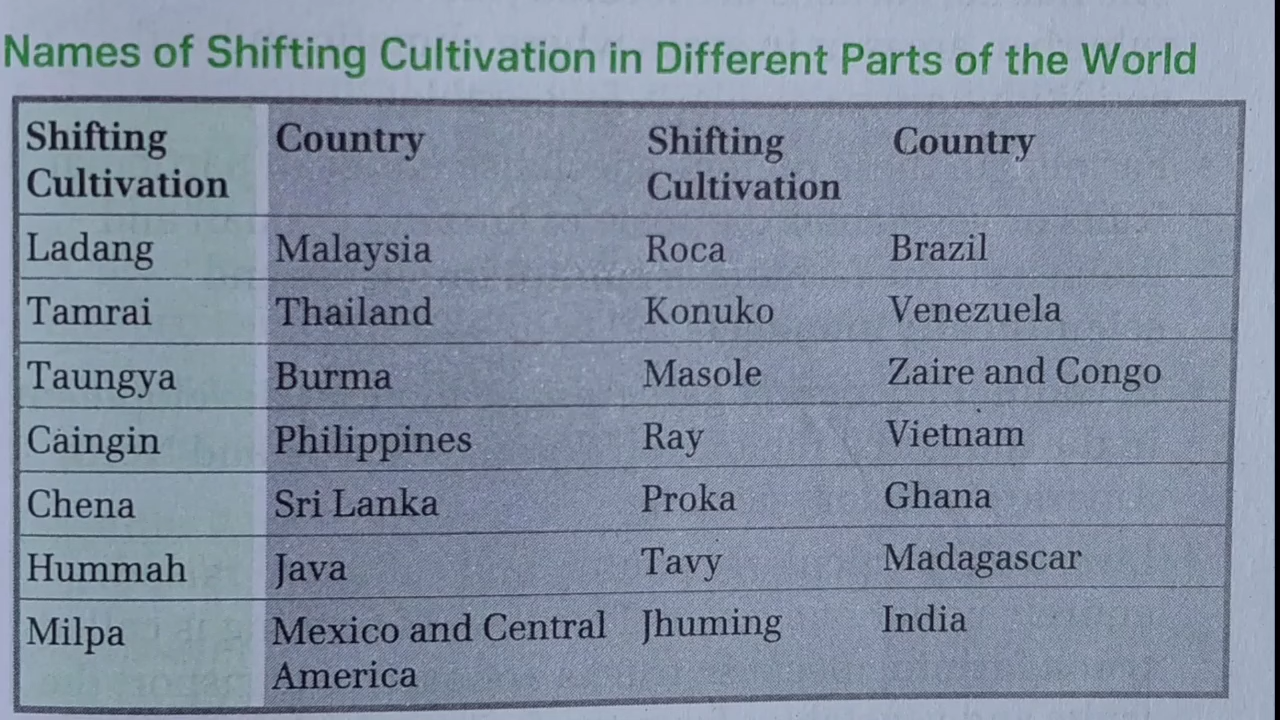 Names of Shifting Cultivation in Different Parts of the World
Shifting Cultivation Country Shifting Cultivation Country
Ladang Malaysia Roca Brazil
Tamrai Thailand Konuko Venezuela
Taungya Burma Masole Zaire and Congo
Caingin Philippines Ray Vietnam
Chena Sri Lanka Proka Ghana
Hummah Java Tavy Madagascar
Milpa Mexico and Central America Jhuming India